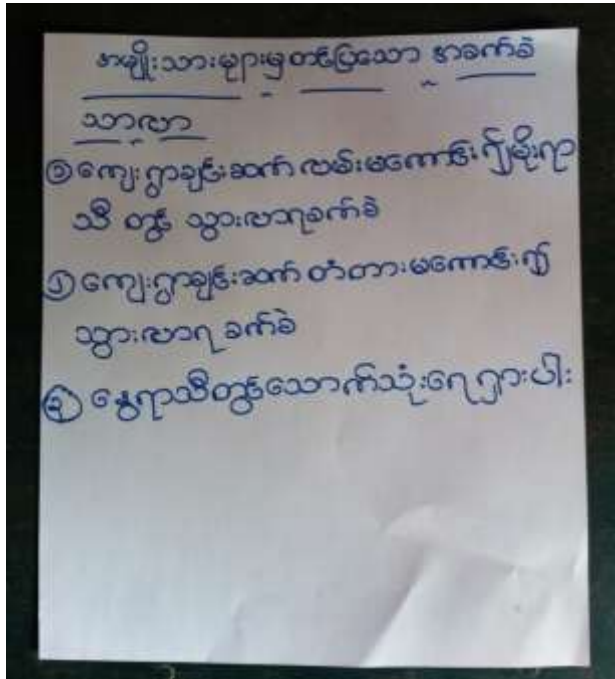 အမျိုးသားများမှတင်ပြသော အခက်ခဲ
သာလာ
၁ ကျေးရွာချင်းဆက် လမ်းမကောင်း၍မိုးရာ
သီ တွင် သွားလာရခက်ခဲ
၂ ကျေးရွာချင်းဆက် တံတားမကောင်း၍
သွားလာရ ခက်ခဲ
၃ နွေရာသီတွင်သောက်သုံးရေရှားပါး